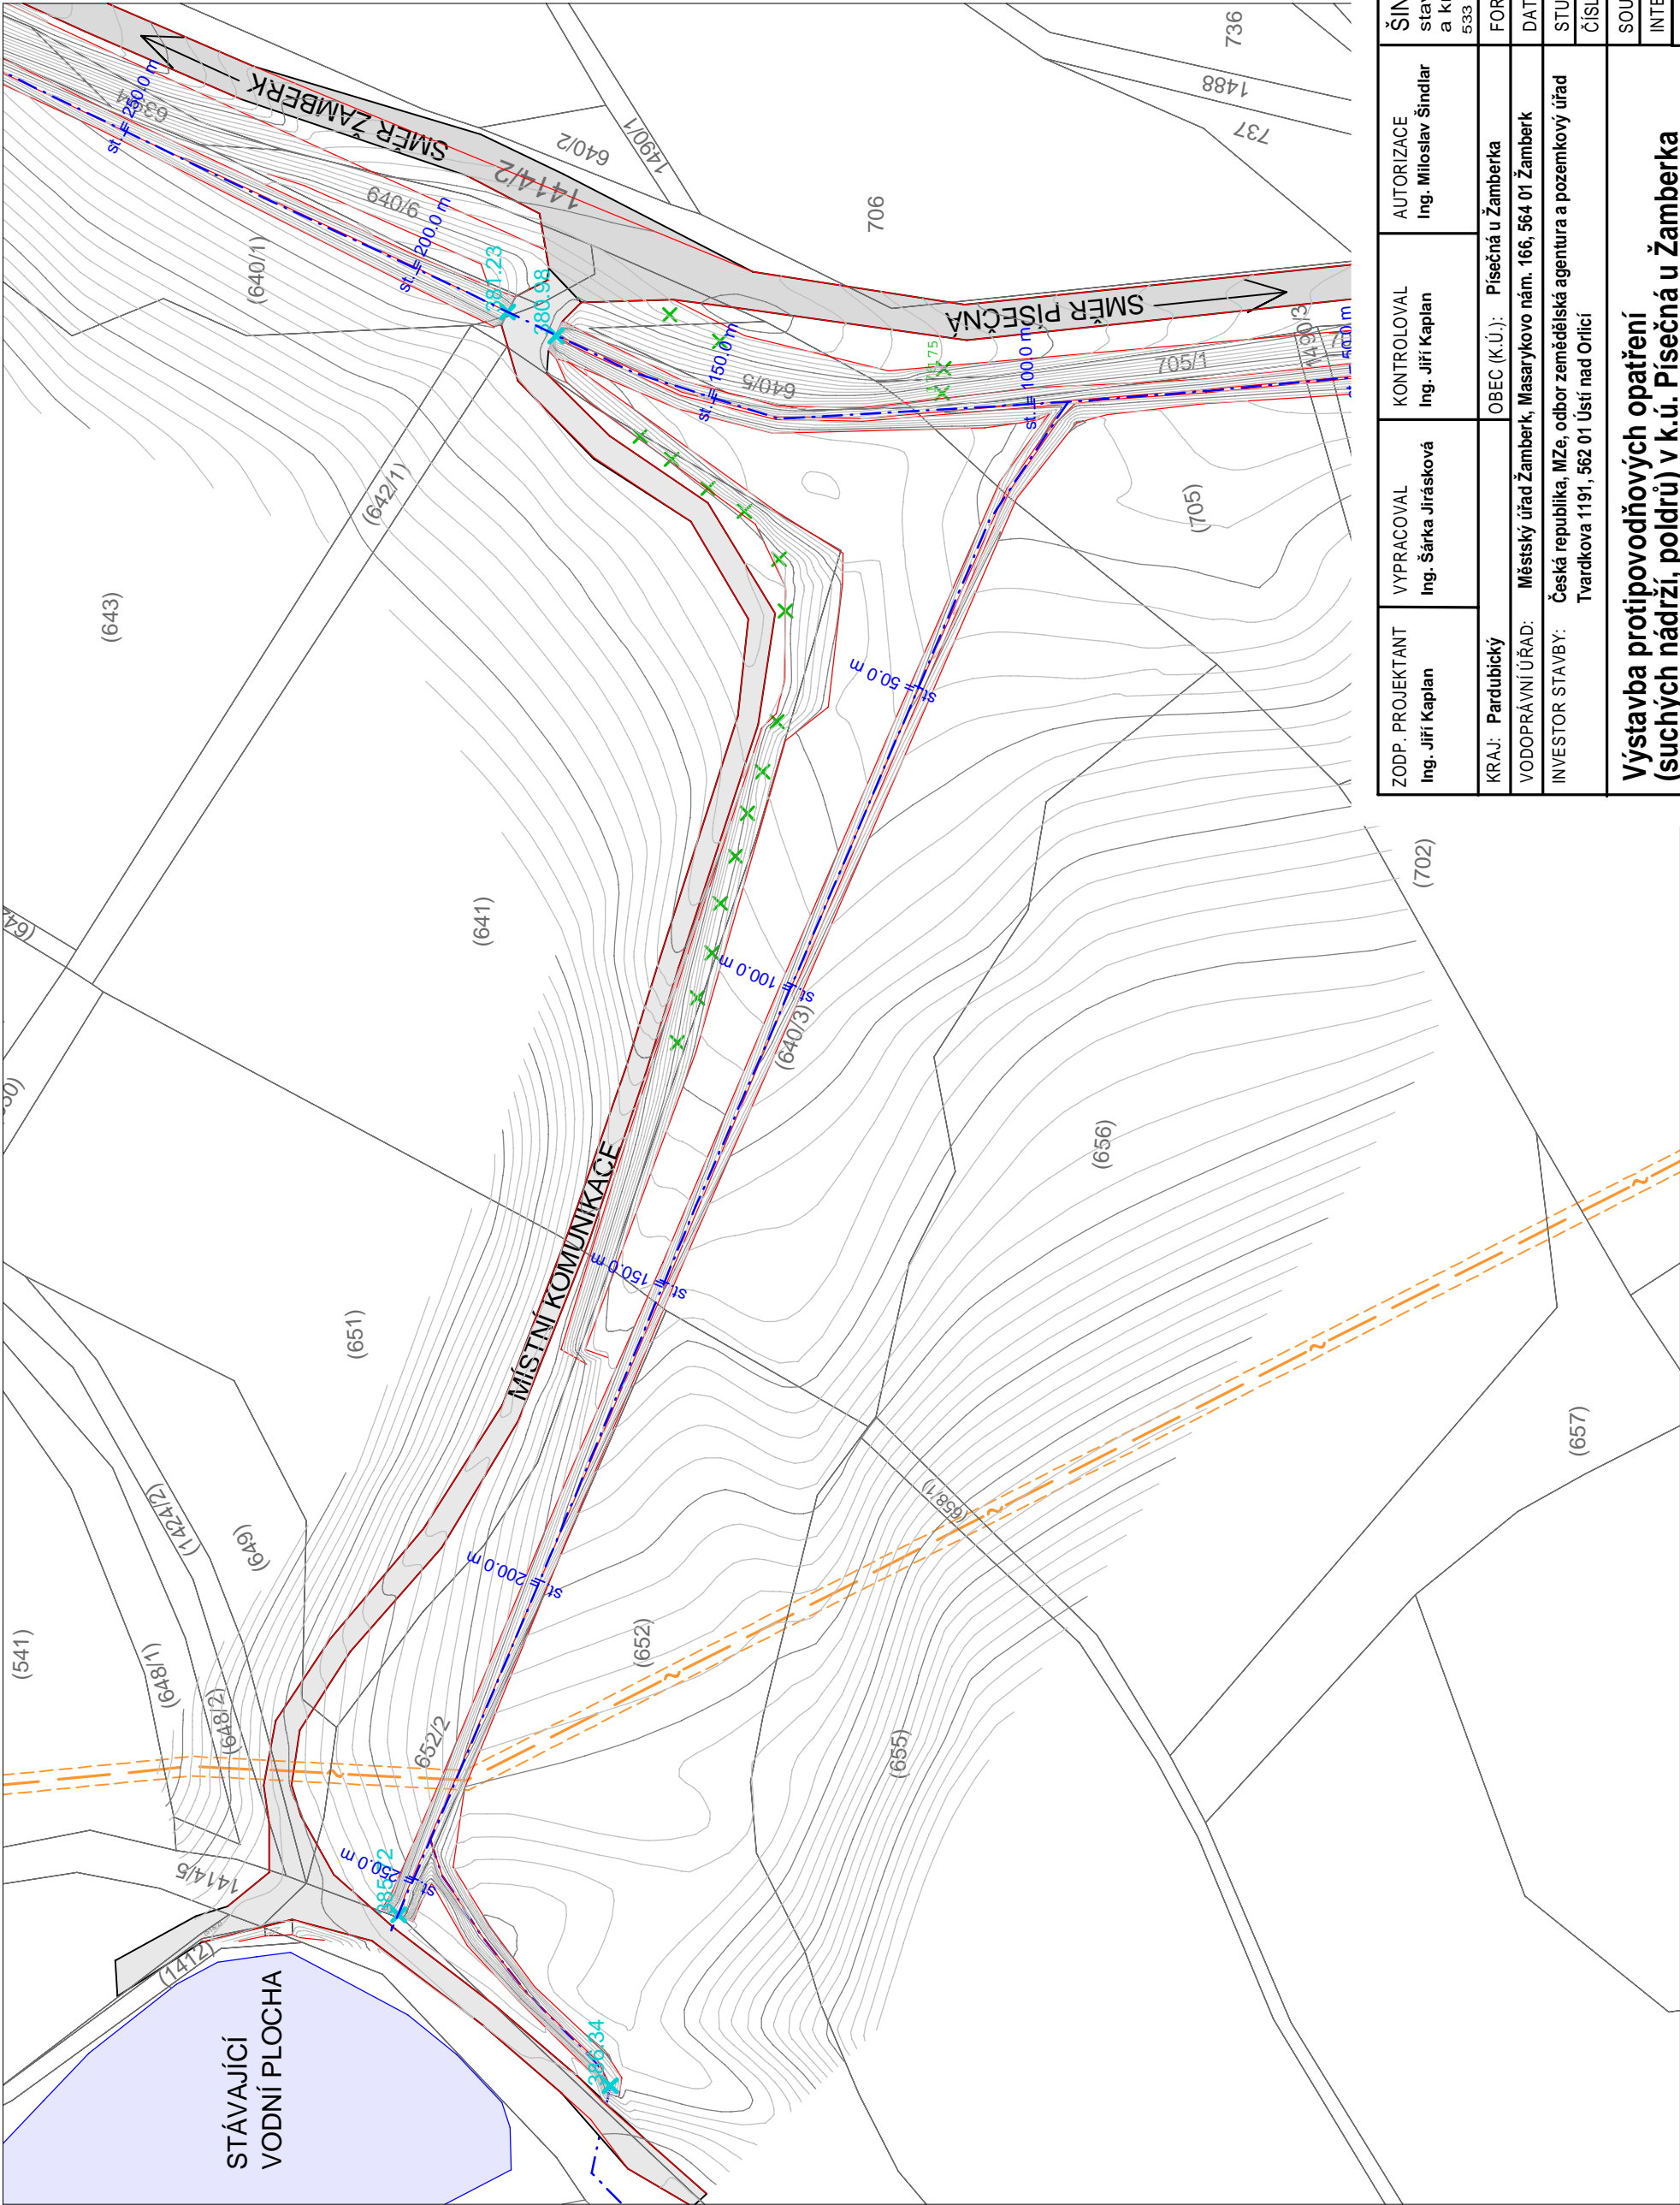 ŠIN
ZODP. PROJEKTANT
Ing. Jiří Kaplan
VYPRACOVAL
Ing. Šárka Jirásková
KONTROLOVAL
Ing. Jiří Kaplan
AUTORIZACE
Ing. Miloslav Šindlar
533
KRAJ: Pardubický
OBEC (K.Ú.): Písečná u Žamberka
VODOPRÁVNÍ ÚŘAD: Městský úřad Žamberk, Masarykovo nám. 166, 564 01 Žamberk
INVESTOR STAVBY: Česká republika, MZe, odbor zemědělská agentura a pozemkový úřad
Tvardkova 1191, 562 01 Ústí nad Orlicí
Výstavba protipovodňových opatření
(suchých nádrží, poldrů) v k.ú. Písečná u Žamberka
SMĚR ŽAMBERK
SMĚR PÍSEČNÁ
MÍSTNÍ KOMUNIKACE
STÁVAJÍCÍ
VODNÍ PLOCHA
736
1488
737
640/2
1490/1
1414/2
706
640/6
(640/1)
381.23
380.98
st. = 250.0 m
st. = 200.0 m
st. = 150.0 m
st. = 100.0 m
640/5
705/1
1490/3
(705)
(642/1)
(643)
(641)
st. = 50.0 m
st. = 100.0 m
(640/3)
st. = 150.0 m
st. = 200.0 m
st. = 250.0 m
(702)
(656)
(651)
(657)
(658/1)
(1424/2)
(649)
(541)
(648/1)
(648/2)
(652)
652/2
(655)
1414/5
(1412)
386.34